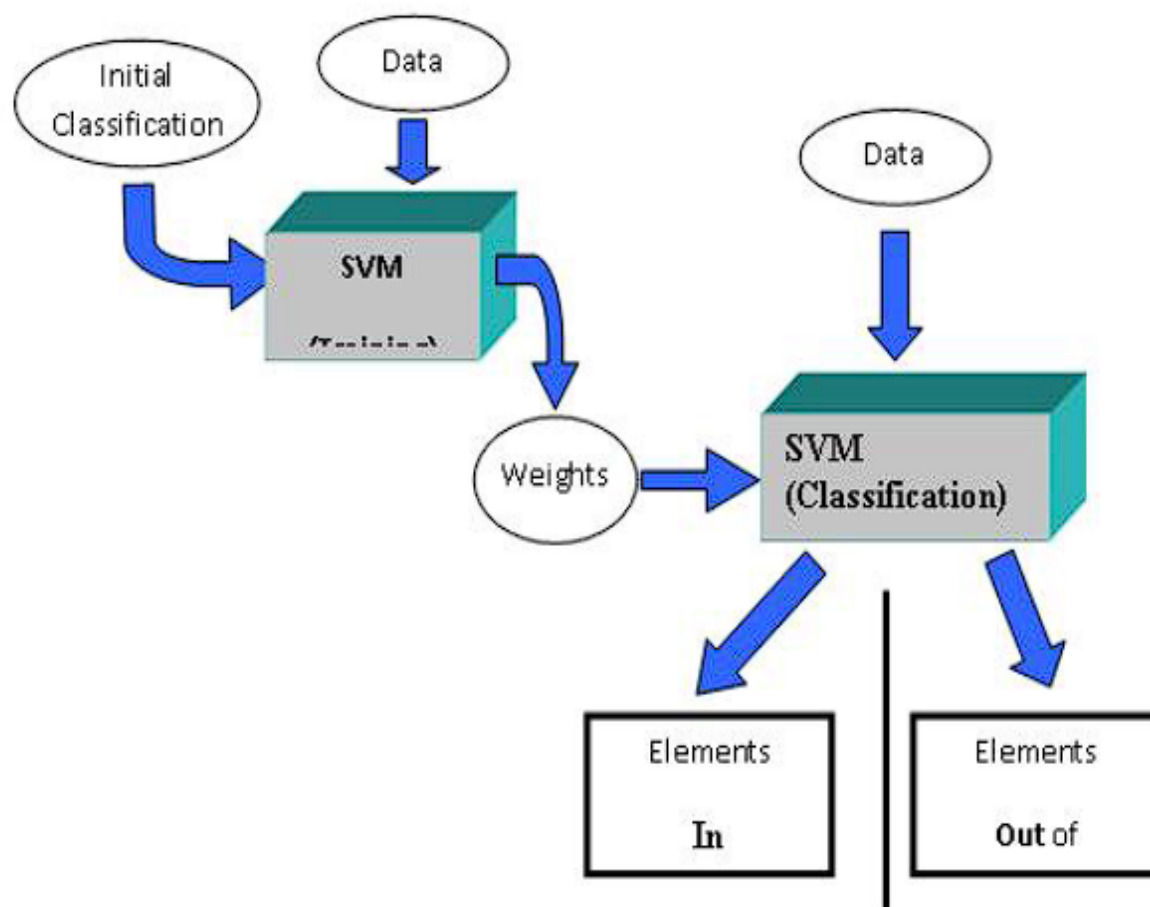 Initial
Classification
Data
Data
SVM
Weights
SVM
(Classification)
Elements
In
Elements
Out of